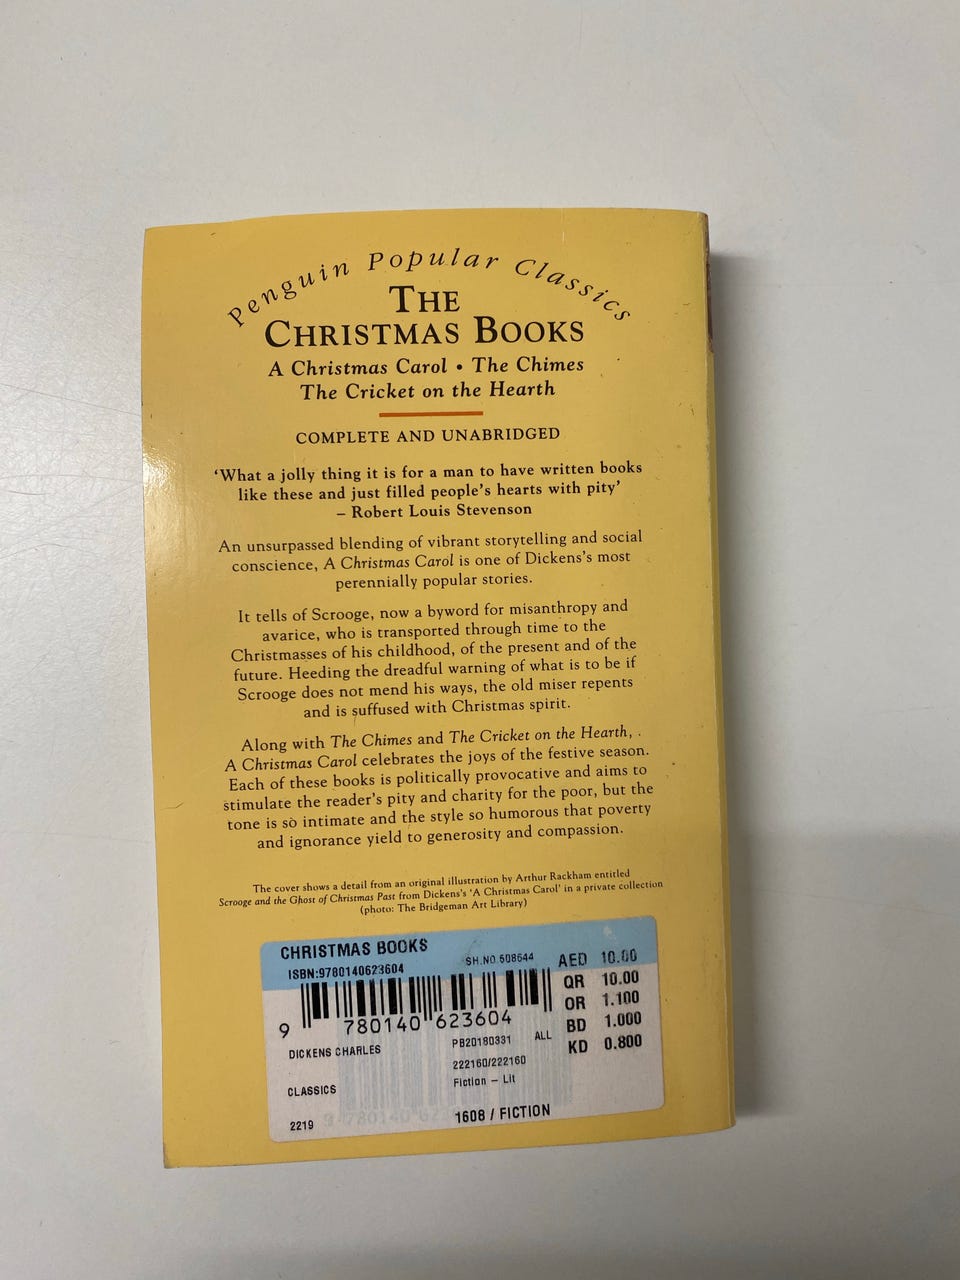 Penguin Popular Classics
THE
CHRISTMAS BOOKS
A Christmas Carol • The Chimes
The Cricket on the Hearth
COMPLETE AND UNABRIDGED
‘What a jolly thing it is for a man to have written books
like these and just filled people’s hearts with pity’
– Robert Louis Stevenson
An unsurpassed blending of vibrant storytelling and social
conscience, A Christmas Carol is one of Dickens’s most
perennially popular stories.
It tells of Scrooge, now a byword for misanthropy and
avarice, who is transported through time to the
Christmasses of his childhood, of the present and of the
future. Heeding the dreadful warning of what is to be if
Scrooge does not mend his ways, the old miser repents
and is suffused with Christmas spirit.
Along with The Chimes and The Cricket on the Hearth,
A Christmas Carol celebrates the joys of the festive season.
Each of these books is politically provocative and aims to
stimulate the reader’s pity and charity for the poor, but the
tone is so intimate and the style so humorous that poverty
and ignorance yield to generosity and compassion.
The cover shows a detail from an original illustration by Arthur Rackham entitled
Scrooge and the Ghost of Christmas Past from Dickens’s ‘A Christmas Carol’ in a private collection
(photo: The Bridgeman Art Library)
CHRISTMAS BOOKS
ISBN:9780140623604
SH.NO 508644
9 780140 623604
DICKENS CHARLES
CLASSICS
2219
PB20180331 ALL
222160/222160
Fiction – Lit
1608 / FICTION
AED 10.00
QR 10.00
OR 1.100
BD 1.000
KD 0.800